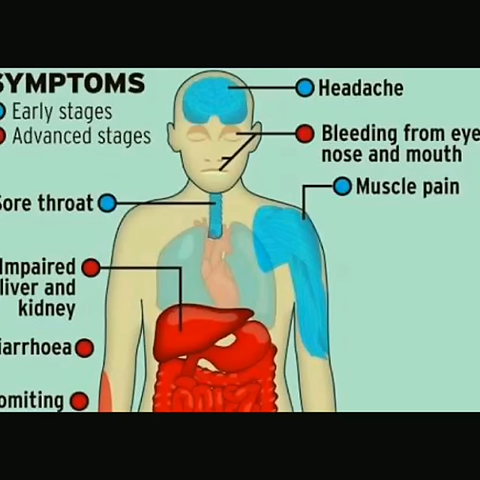 SYMPTOMS
Early stages
Advanced stages
Headache
Bleeding from eye
nose and mouth
Muscle pain
Sore throat
Impaired
liver and
kidney
iarrhoea
omiting